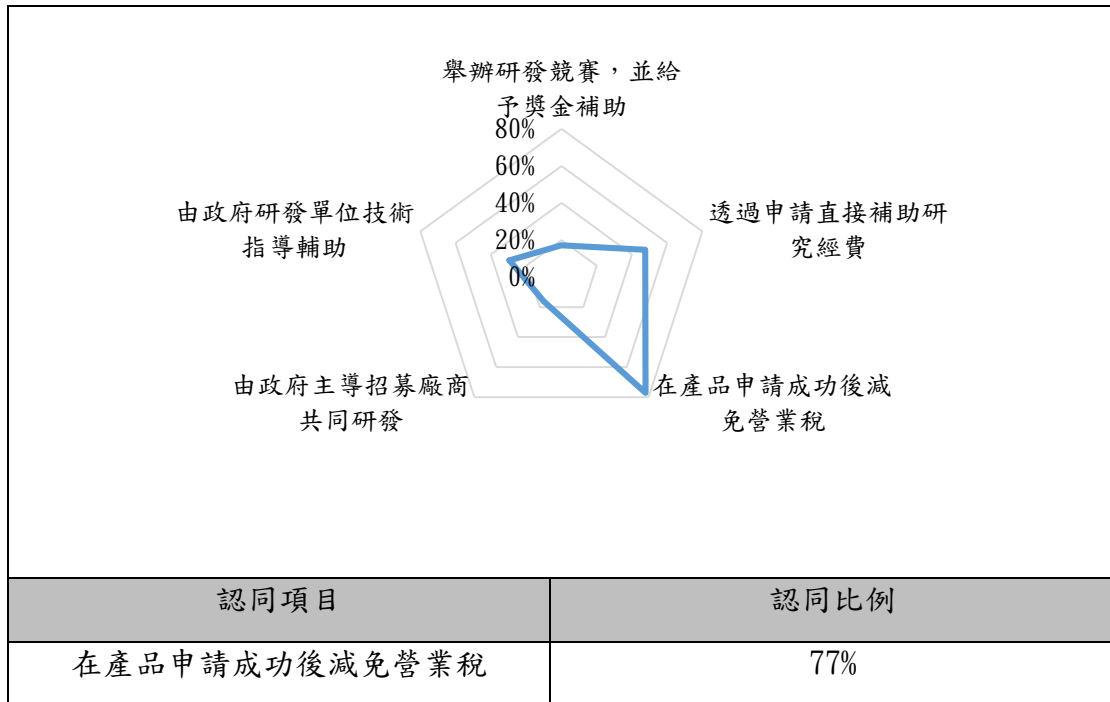 舉辦研發競賽，並給
予獎金補助
80%
60%
40%
20%
0%
由政府研發單位技術
指導輔助
透過申請直接補助研
究經費
由政府主導招募廠商
共同研發
在產品申請成功後減
免營業稅
認同項目
認同比例
在產品申請成功後減免營業稅
77%